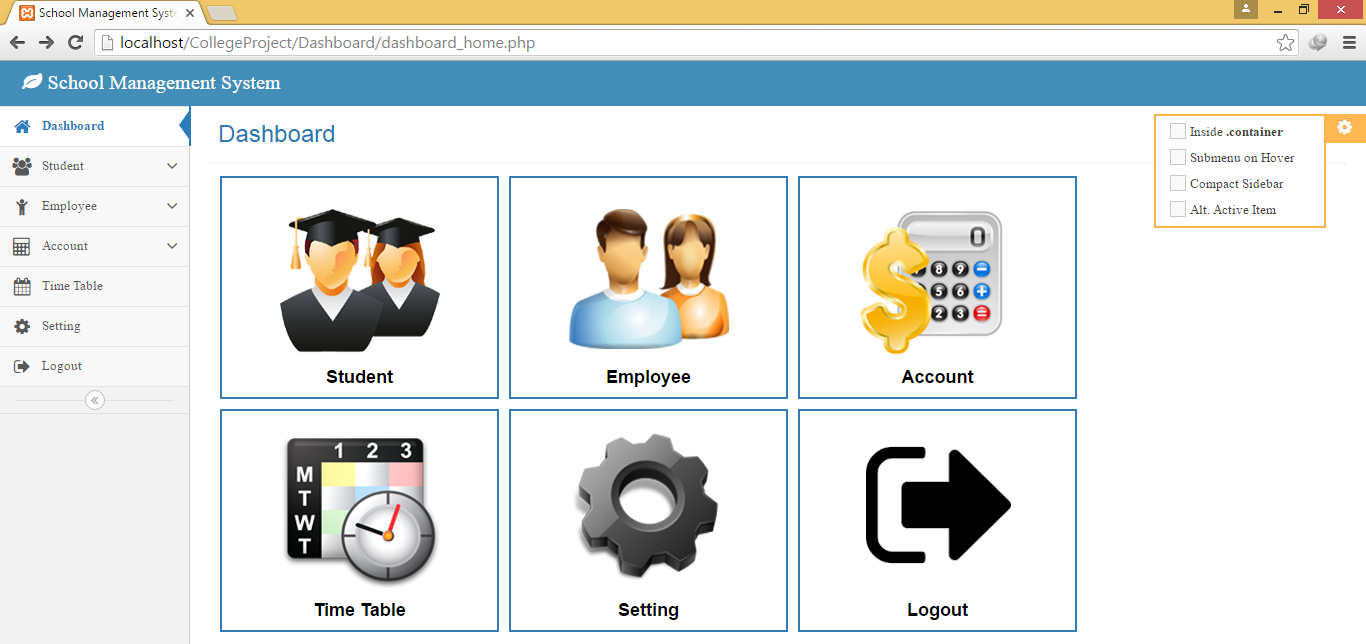 School Management Syste
localhost/CollegeProject/Dashboard/dashboard_home.php
School Management System
Dashboard
Student
Employee
Account
Time Table
Setting
Logout
Dashboard
Inside .container
Submenu on Hover
Compact Sidebar
Alt. Active Item
Student
Employee
0
8 9
5 6
2 3
$
Account
1 2 3
M
T
W
T
Time Table
Setting
Logout